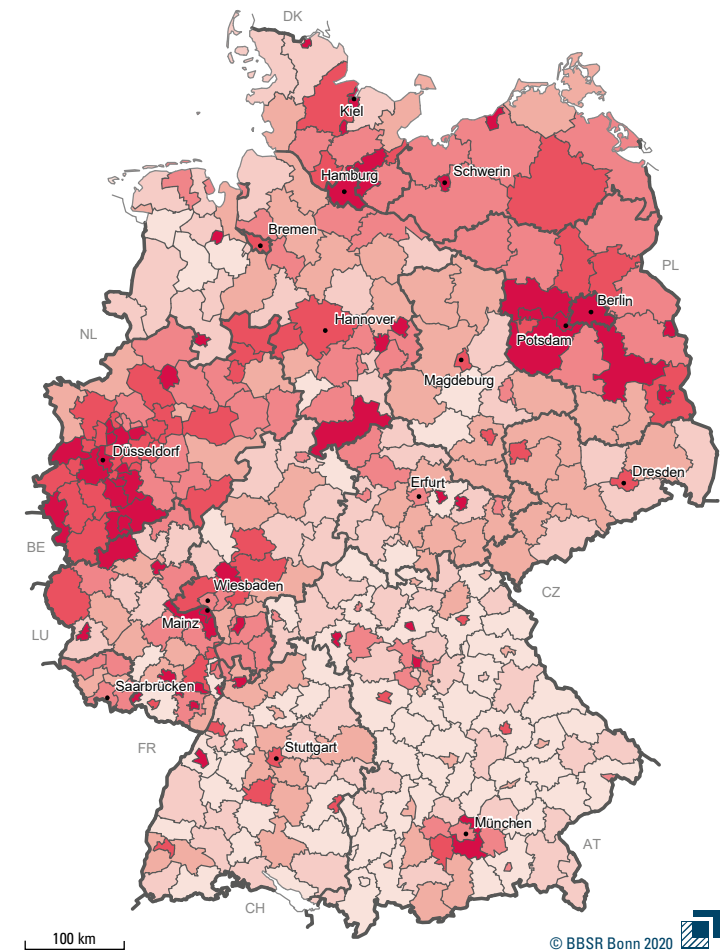 DK
Kiel
Schwerin
Hamburg
Bremen
PL
Berlin
Hannover
NL
Potsdam
Magdeburg
Düsseldorf
Dresden
Erfurt
BE
Wiesbaden
CZ
Mainz
LU
Saarbrücken
FR
Stuttgart
München
AT
CH
100 km
© BBSR Bonn 2020